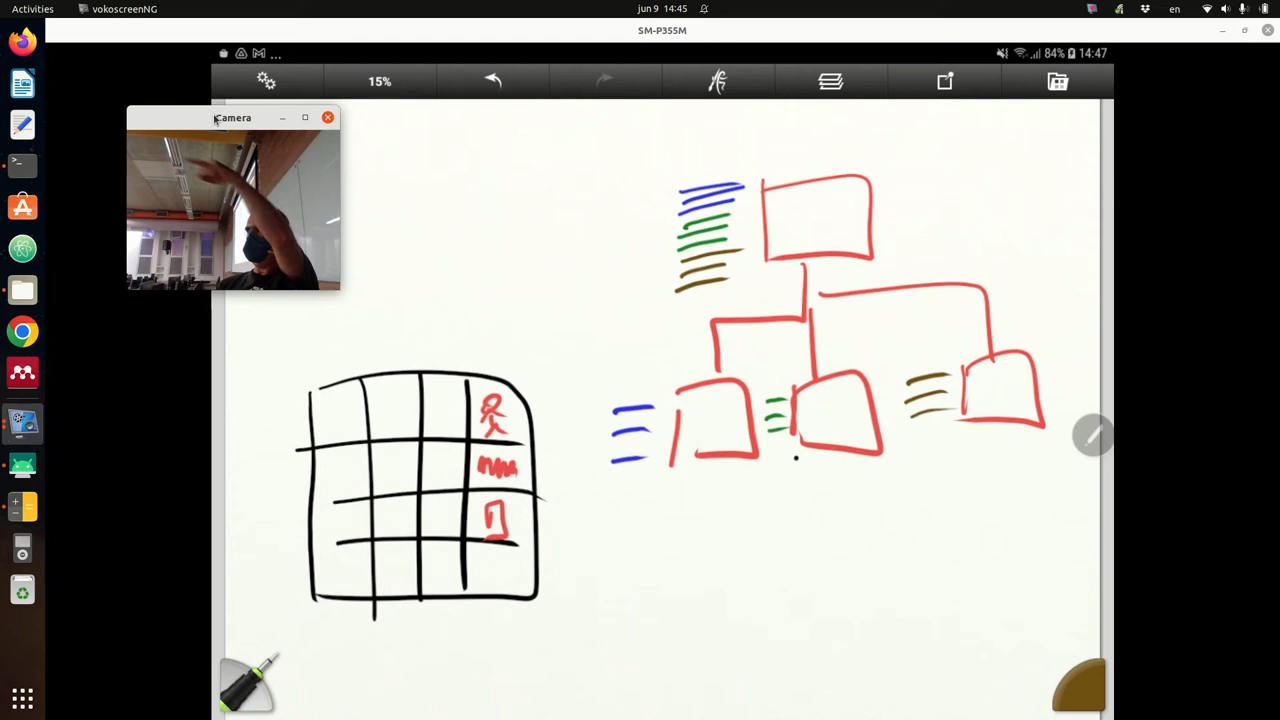 Activities
vokoscreenNG
jun 9 14:45
en
SM-P355M
...
84%
14:47
15%
Camera